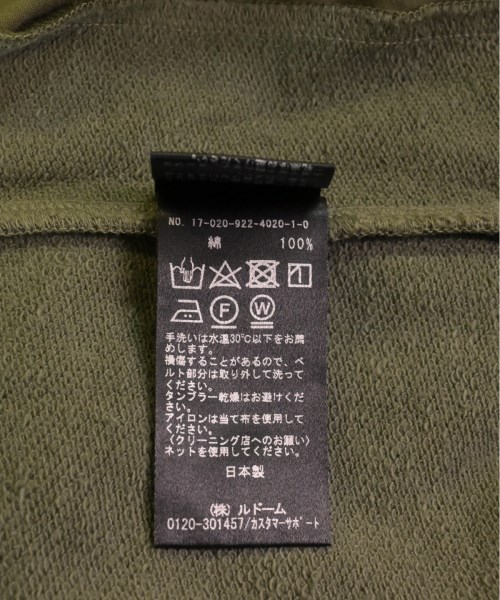 NO. 17-020-922-4020-1-0
綿 100%
F W
手洗いは水温30℃以下をお薦
めします。
損傷することがあるので、ベ
ルト部分は取り外して洗って
ください。
タンブラー乾燥はお避けくだ
さい。
アイロンは当て布を使用して
ください。
〈クリーニング店へのお願い〉
ネットを使用してください。
日本製
(株) ルドーム
0120-301457/カスタマーサポート